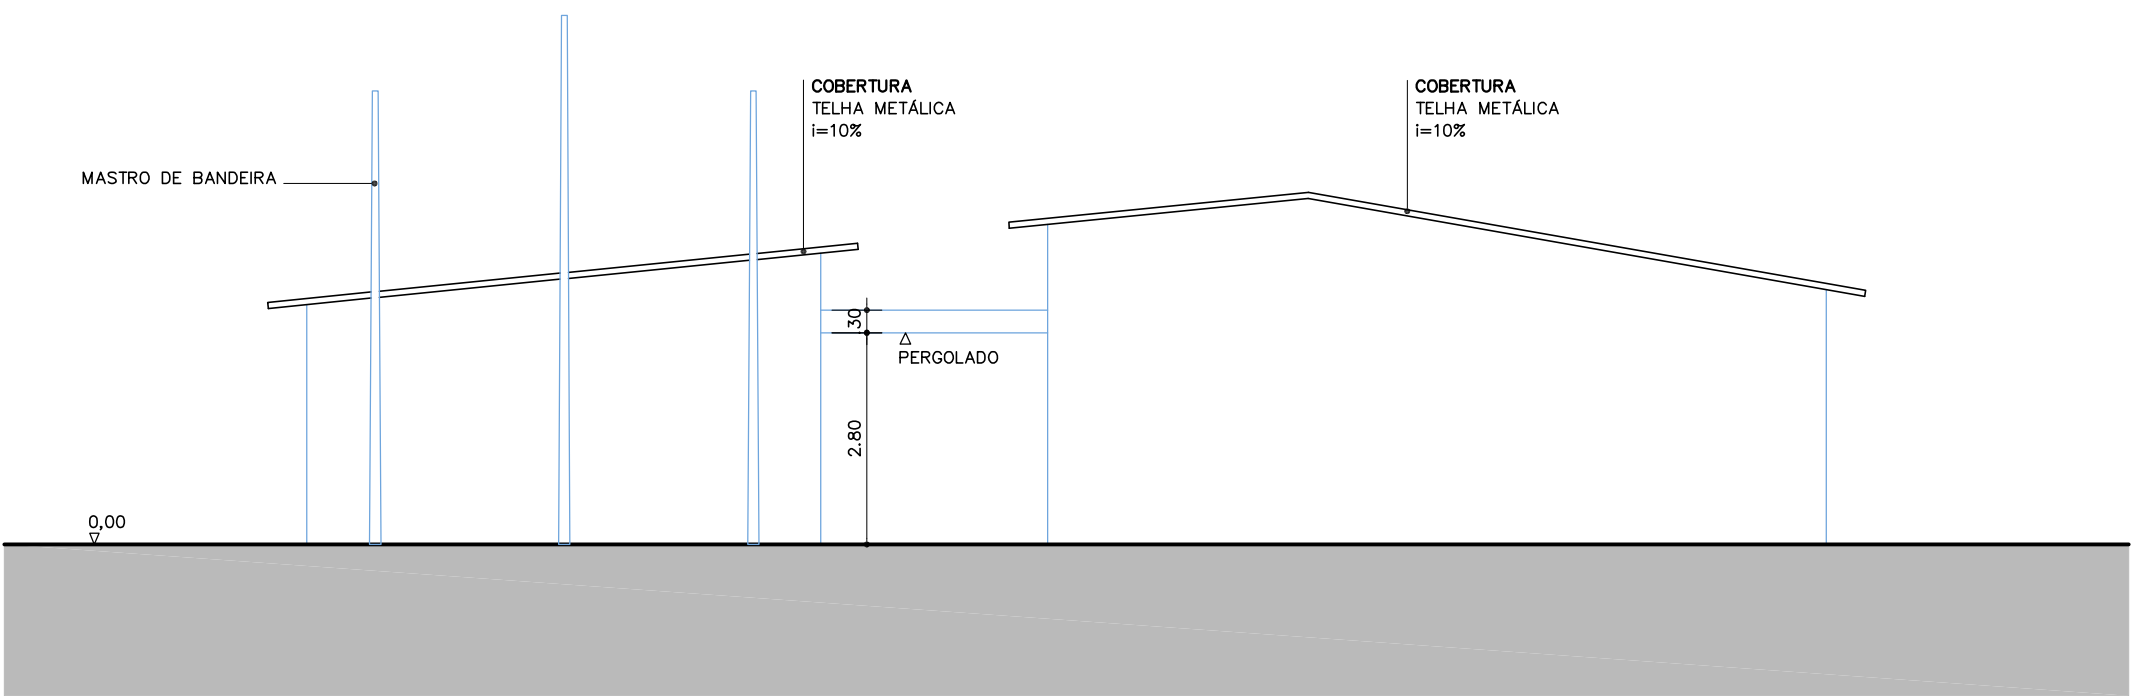 COBERTURA
TELHA METÁLICA
i=10%
COBERTURA
TELHA METÁLICA
i=10%
MASTRO DE BANDEIRA
.30
PERGOLADO
2.80
0,00